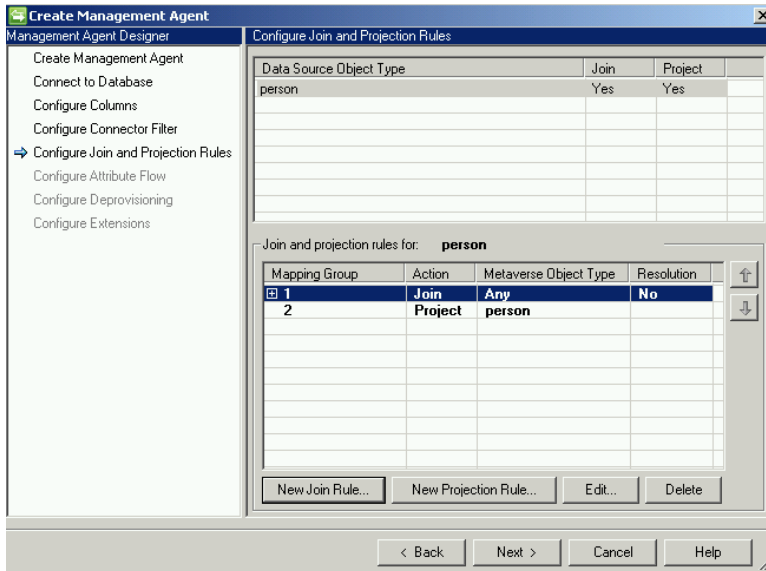 Create Management Agent
Management Agent Designer
Create Management Agent
Connect to Database
Configure Columns
Configure Connector Filter
Configure Join and Projection Rules
Configure Attribute Flow
Configure Deprovisioning
Configure Extensions
Configure Join and Projection Rules
Data Source Object Type Join Project
person Yes Yes
Join and projection rules for: person
Mapping Group Action Metaverse Object Type Resolution
1 Join Any No
2 Project person
New Join Rule... New Projection Rule... Edit... Delete
< Back Next > Cancel Help